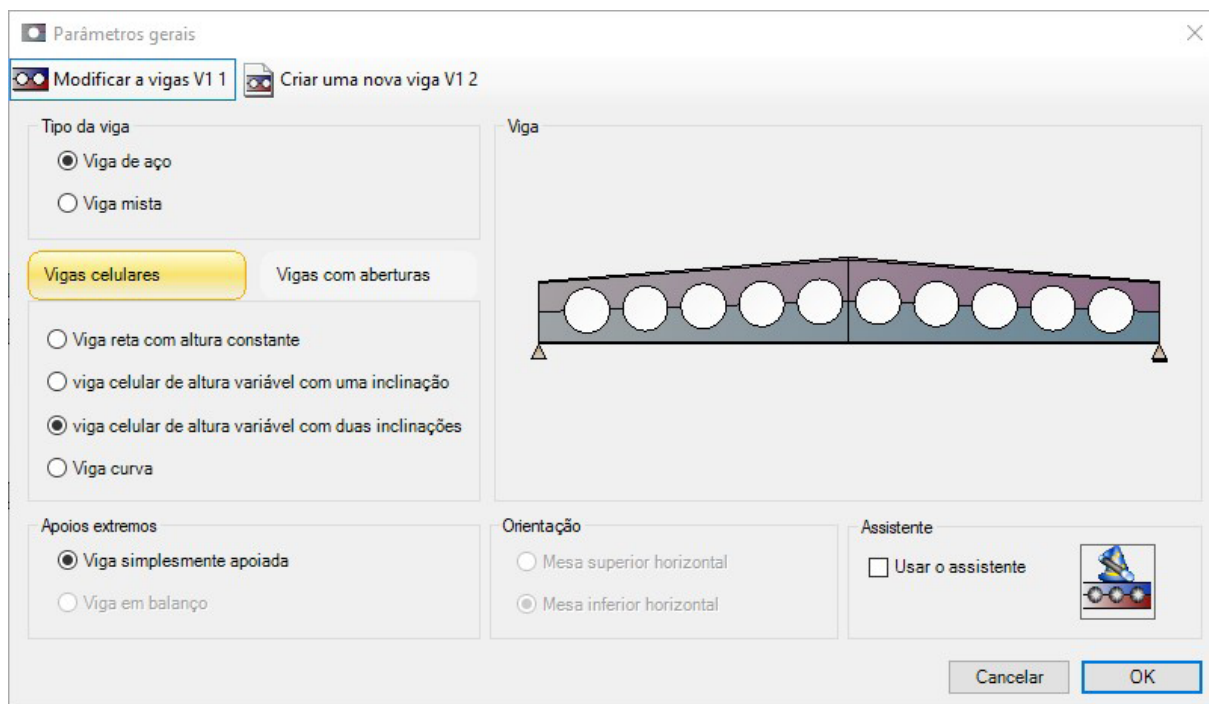 Parâmetros gerais
Modificar a vigas V1 1
Criar uma nova viga V1 2
Tipo da viga
Viga de aço
Viga mista
Vigas celulares
Vigas com aberturas
Viga reta com altura constante
viga celular de altura variável com uma inclinação
viga celular de altura variável com duas inclinações
Viga curva
Viga
Apoios extremos
Viga simplesmente apoiada
Viga em balanço
Orientação
Mesa superior horizontal
Mesa inferior horizontal
Assistente
Usar o assistente
Cancelar
OK